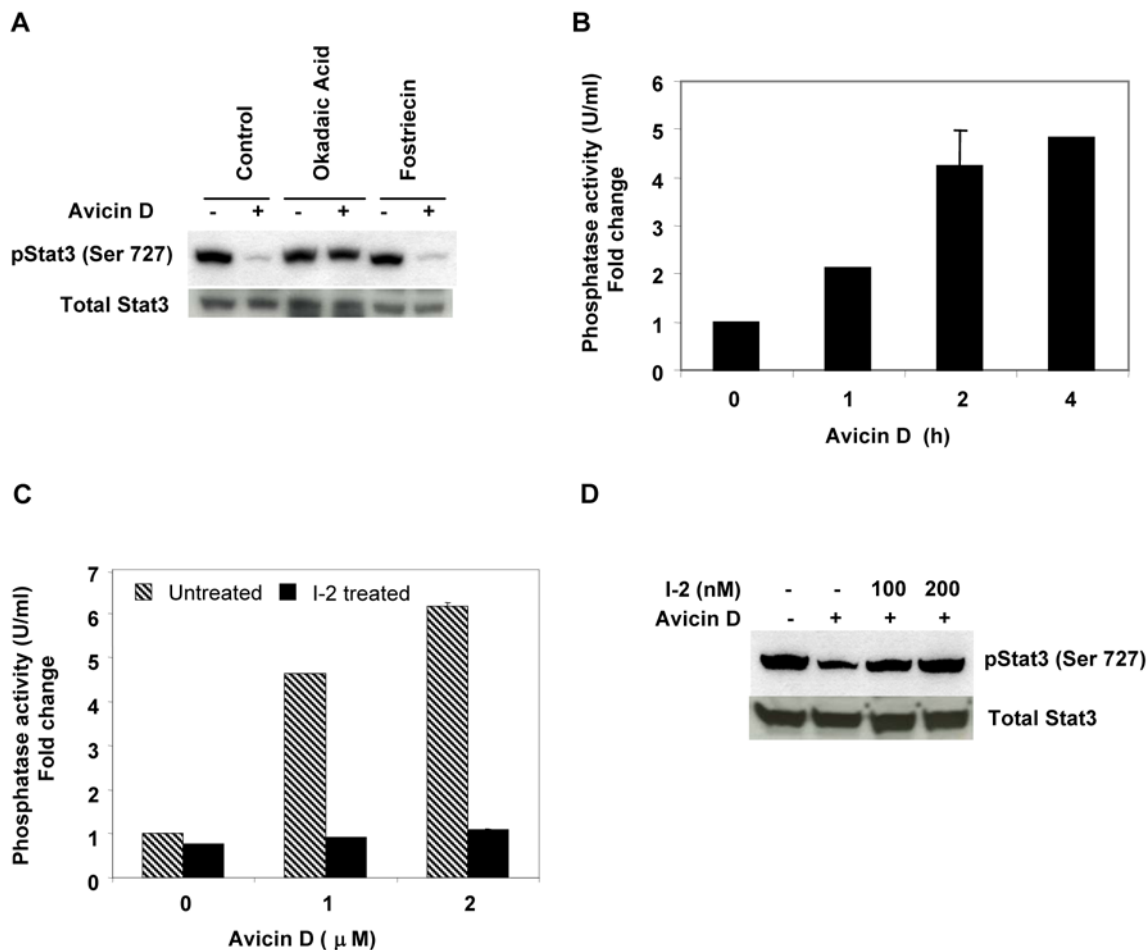 A
Control
Okadaic Acid
Fostriecin
Avicin D - + - + - +
pStat3 (Ser 727)
Total Stat3
B
Phosphatase activity (U/ml)
Fold change
6
5
4
3
2
1
0
0 1 2 4
Avicin D (h)
C
Phosphatase activity (U/ml)
Fold change
7
6
5
6
3
2
1
0
Untreated I-2 treated
0 1 2
Avicin D ( μ M)
D
I-2 (nM) - - 100 200
Avicin D - + + +
pStat3 (Ser 727)
Total Stat3